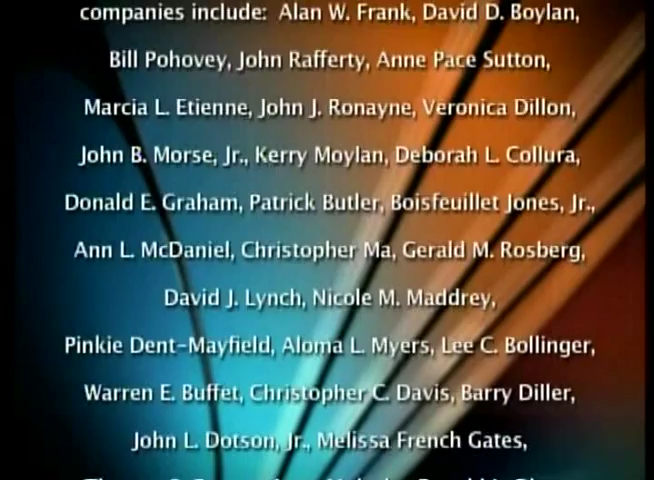 companies include: Alan W. Frank, David D. Boylan,
Bill Pohovey, John Rafferty, Anne Pace Sutton,
Marcia L. Etienne, John J. Ronayne, Veronica Dillon,
John B. Morse, Jr., Kerry Moylan, Deborah L. Collura,
Donald E. Graham, Patrick Butler, Boisfeuillet Jones, Jr.,
Ann L. McDaniel, Christopher Ma, Gerald M. Rosberg,
David J. Lynch, Nicole M. Maddrey,
Pinkie Dent-Mayfield, Aloma L. Myers, Lee C. Bollinger,
Warren E. Buffet, Christopher C. Davis, Barry Diller,
John L. Dotson, Jr., Melissa French Gates,